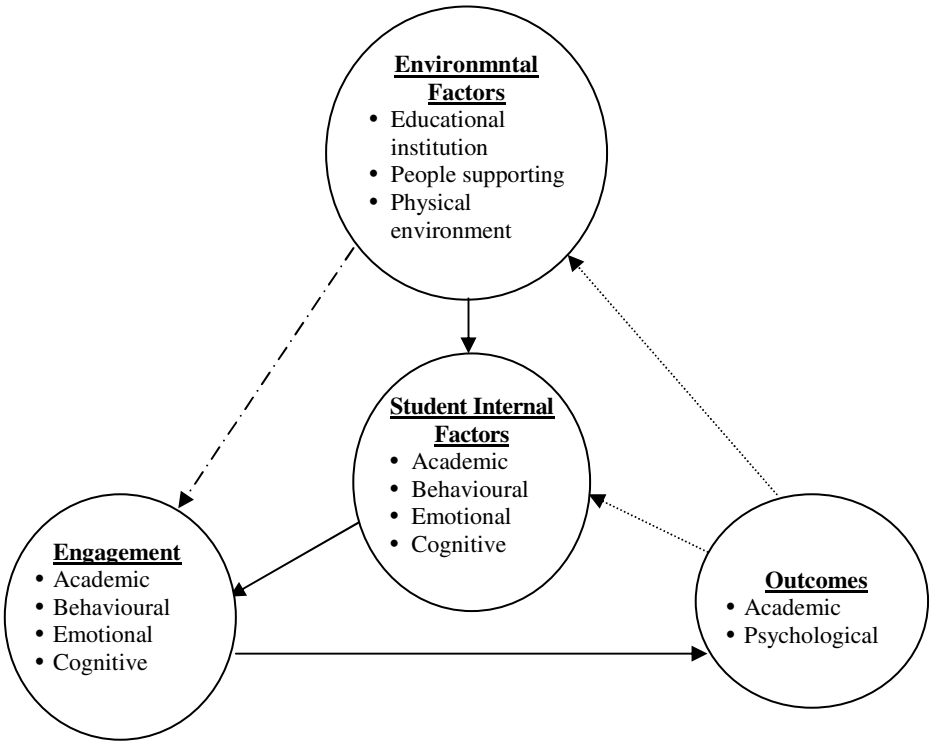 Environmntal
Factors
• Educational
institution
• People supporting
• Physical
environment
Student Internal
Factors
• Academic
• Behavioural
• Emotional
• Cognitive
Engagement
• Academic
• Behavioural
• Emotional
• Cognitive
Outcomes
• Academic
• Psychological